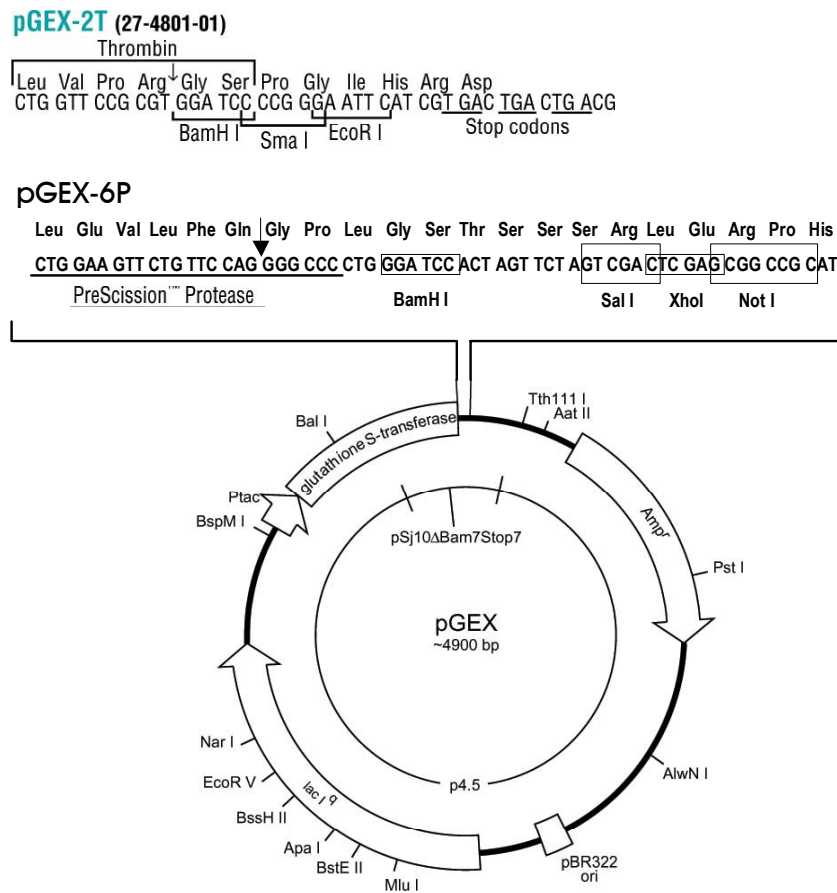 pGEX-2T (27-4801-01)
Thrombin
Leu Val Pro Arg↓Gly Ser Pro Gly Ile His Arg Asp
CTG GTT CCG CGT GGA TCC CCG GGA ATT CAT CGT GAC TGA CTG ACG
BamH I Sma I EcoR I Stop codons
pGEX-6P
Leu Glu Val Leu Phe Gln Gly Pro Leu Gly Ser Thr Ser Ser Ser Arg Leu Glu Arg Pro His
CTG GAA GTT CTG TTC CAG GGG CCC CTG GGA TCC ACT AGT TCT AGT CGA CTC GAG CGG CCG CAT
PreScission™ Protease BamH I Sal I XhoI Not I
Tth111 I
Aat II
Bal I
glutathione S-transferase
Ptac
BspM I
pSj10ΔBam7Stop7
Ampr
Pst I
pGEX
~4900 bp
Nar I
EcoR V
BssH II
Apa I
BstE II
Mlu I
lac I q
p4.5
AlwN I
pBR322
ori